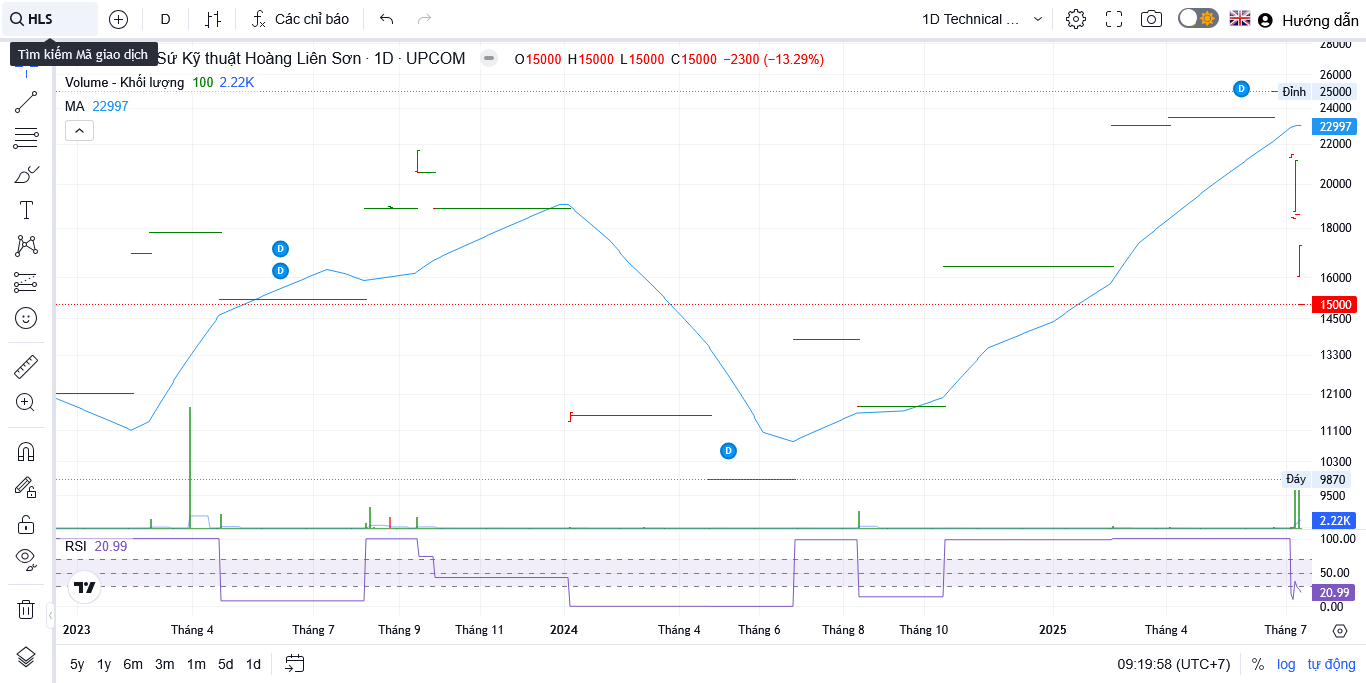 HLS
D
Các chỉ báo
1D Technical ...
Hướng dẫn
Tìm kiếm Mã giao dịch
Sứ Kỹ thuật Hoàng Liên Sơn · 1D · UPCOM
O15000 H15000 L15000 C15000 −2300 (−13.29%)
Volume - Khối lượng 100 2.22K
MA 22997
28000
26000
Đỉnh 25000
24000
22997
22000
20000
18000
16000
15000
14500
13300
12100
11100
10300
Đáy 9870
9500
2.22K
D
D
D
D
RSI 20.99
100.00
50.00
20.99
0.00
2023 Tháng 4 Tháng 7 Tháng 9 Tháng 11 2024 Tháng 4 Tháng 6 Tháng 8 Tháng 10 2025 Tháng 4 Tháng 7
5y 1y 6m 3m 1m 5d 1d
09:19:58 (UTC+7) % log tự động